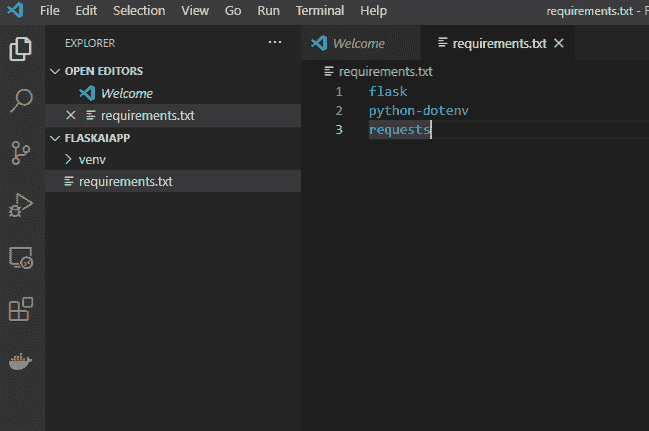 File Edit Selection View Go Run Terminal Help requirements.txt -
EXPLORER ...
OPEN EDITORS
Welcome
requirements.txt
FLASKAIAPP
venv
requirements.txt
Welcome requirements.txt
requirements.txt
1 flask
2 python-dotenv
3 requests